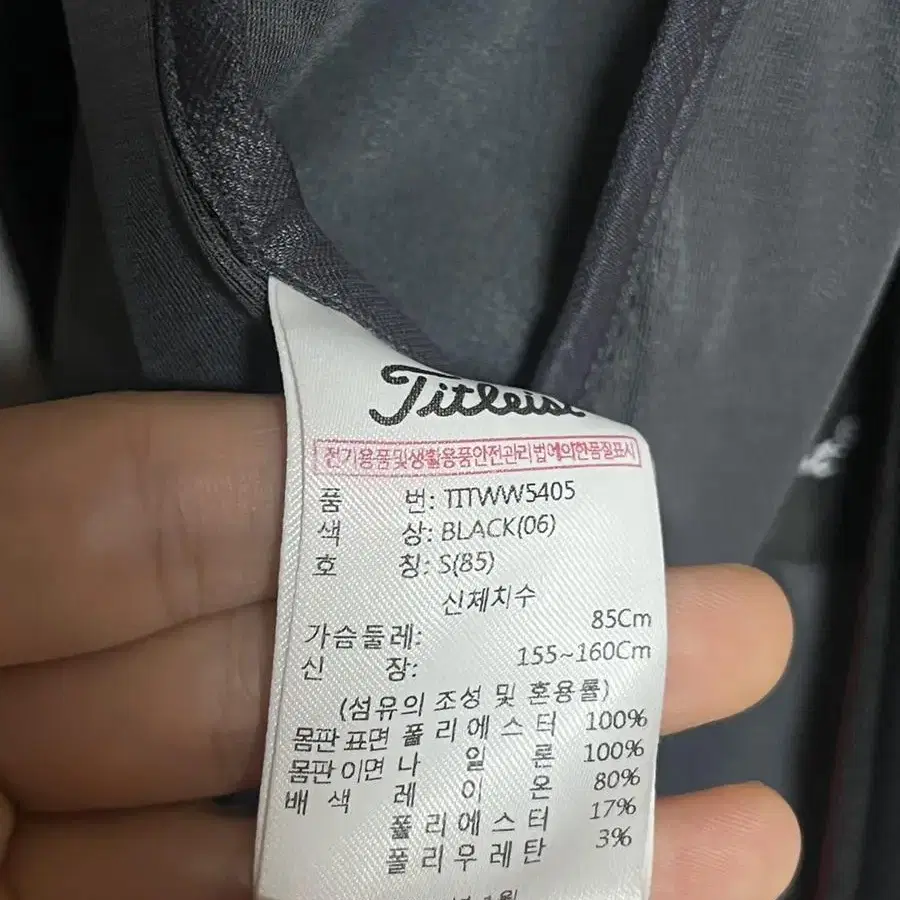 Titleist
전기용품및생활용품안전관리법에의한품질표시
품 번: TITWW5405
색 상: BLACK(06)
호 칭: S(85)
신체치수
가슴둘레: 85Cm
신 장: 155~160Cm
(섬유의 조성 및 혼용률)
몸판 표면 폴리에스터 100%
몸판 이면 나 일 론 100%
배 색 레 이 온 80%
폴리에스터 17%
폴리우레탄 3%